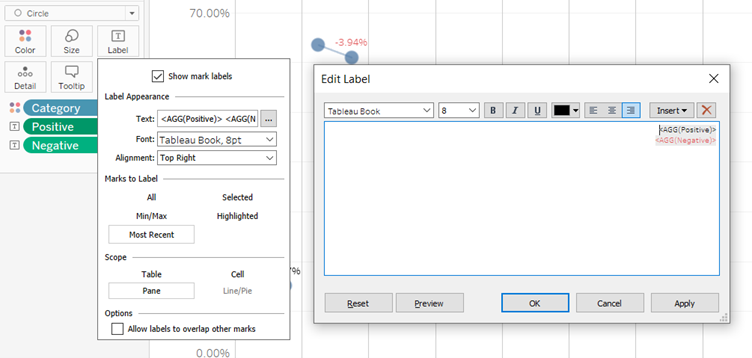 Circle
70.00%
Color
Size
Label
Detail
Tooltip
Category
Positive
Negative
Show mark labels
Label Appearance
Text: <AGG(Positive)> <AGG(N ...
Font: Tableau Book, 8pt
Alignment: Top Right
Marks to Label
All Selected
Min/Max Highlighted
Most Recent
Scope
Table Cell
Pane Line/Pie
Options
Allow labels to overlap other marks
-3.94%
%
0.00%
Edit Label
Tableau Book 8 B I U Insert
<AGG(Positive)>
<AGG(Negative)>
Reset Preview OK Cancel Apply